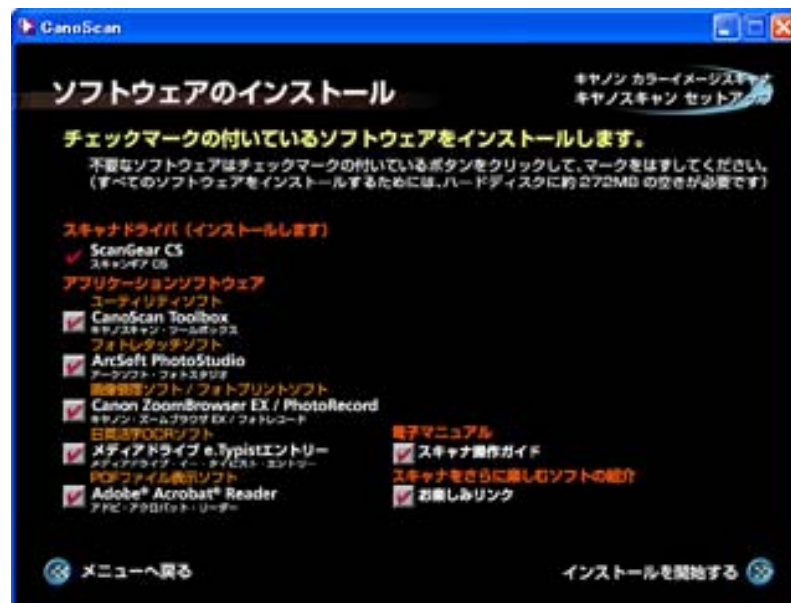 CanoScan
ソフトウェアのインストール
キヤノン カラーイメージスキャナ
キヤノスキャン セットアップ
チェックマークの付いているソフトウェアをインストールします。
不要なソフトウェアはチェックマークの付いているボタンをクリックして、マークをはずしてください。
(すべてのソフトウェアをインストールするためには、ハードディスクに約272MBの空きが必要です)
スキャナドライバ (インストールします)
ScanGear CS
スキャンギア CS
アプリケーションソフトウェア
ユーティリティソフト
CanoScan Toolbox
キヤノスキャン・ツールボックス
フォトレタッチソフト
ArcSoft PhotoStudio
アークソフト・フォトスタジオ
画像管理ソフト / フォトプリントソフト
Canon ZoomBrowser EX / PhotoRecord
キヤノン・ズームブラウザ EX / フォトレコード
日英活字OCRソフト
メディアドライブ e.Typistエントリー
メディアドライブ・イー・タイピスト・エントリー
PDFファイル表示ソフト
Adobe® Acrobat® Reader
アドビ・アクロバット・リーダー
電子マニュアル
スキャナ操作ガイド
スキャナをさらに楽しむソフトの紹介
お楽しみリンク
メニューへ戻る
インストールを開始する